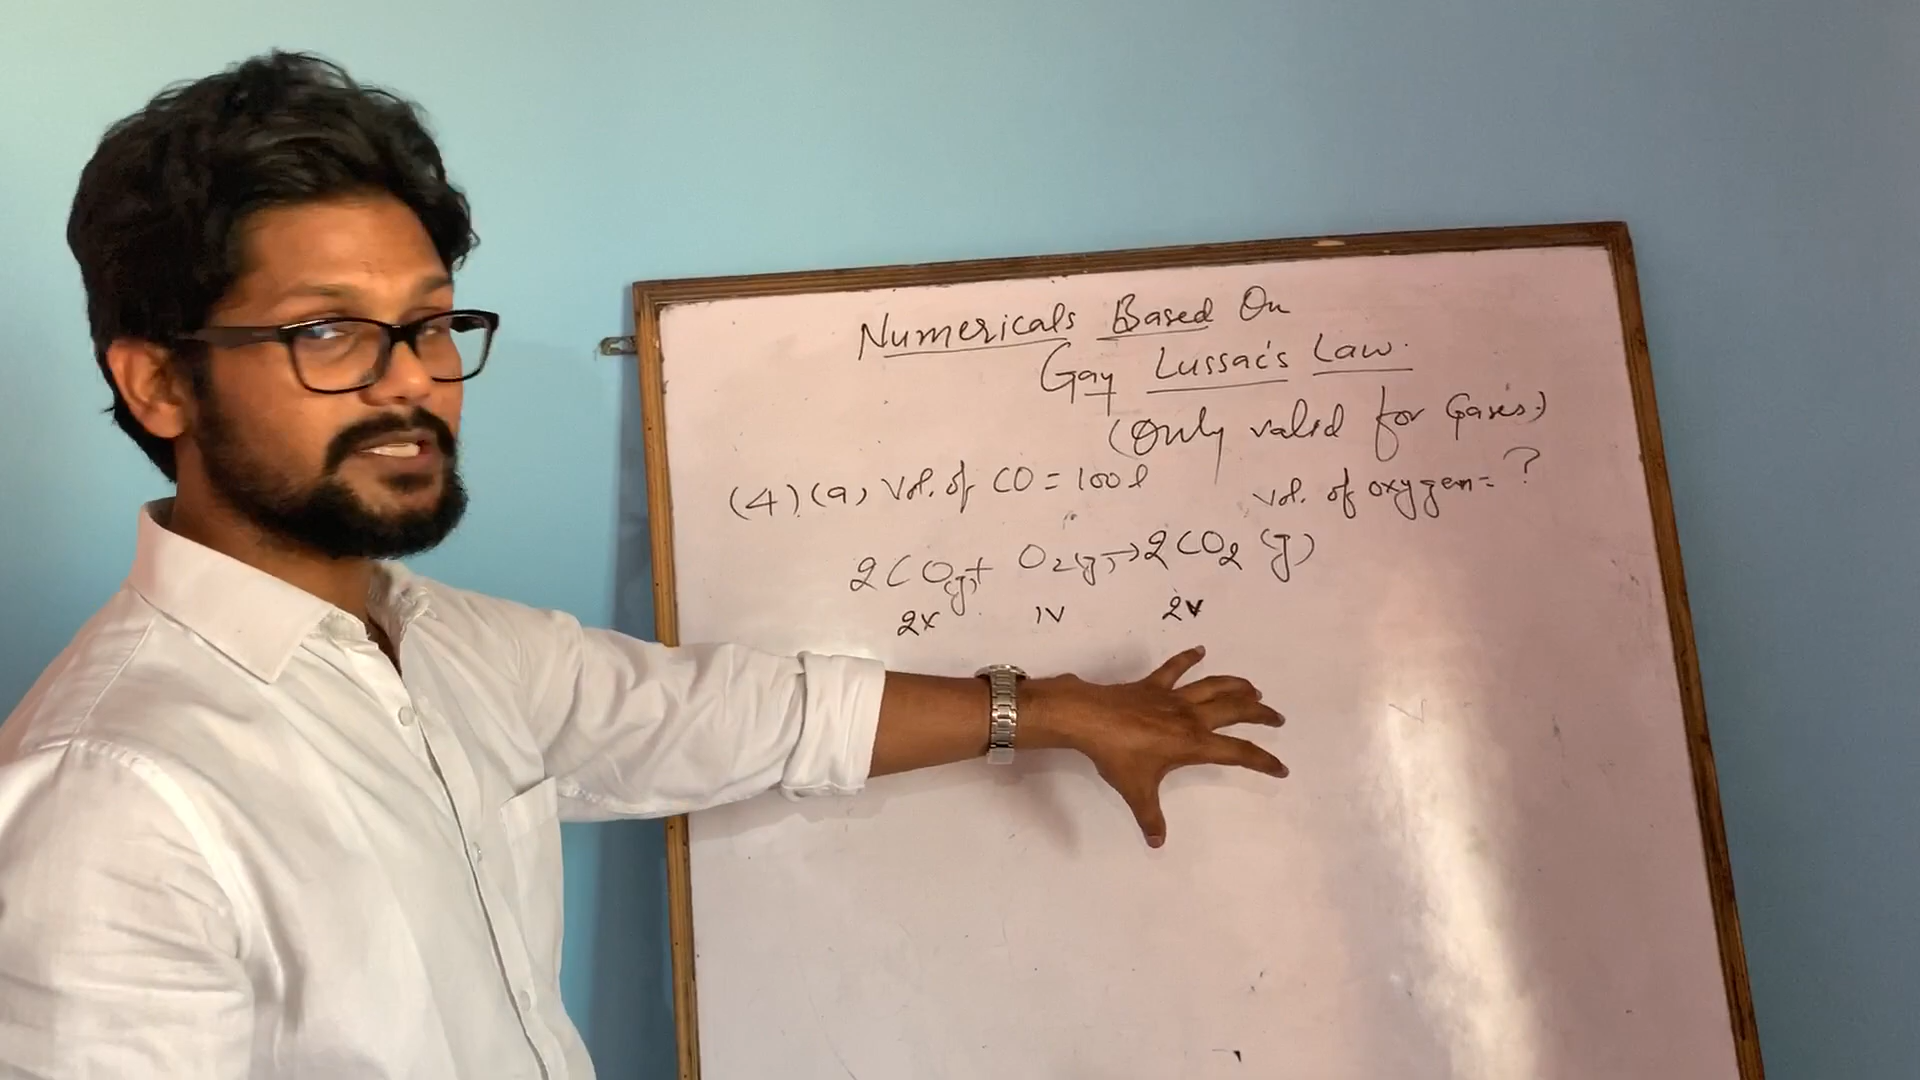 Numericals Based On
Gay Lussac's Law.
(Only valid for Gases.)
(4) (a) Vol. of CO = 100 l vol. of oxygen = ?
2CO(g) + O2(g) → 2CO2(g)
2V 1V 2V